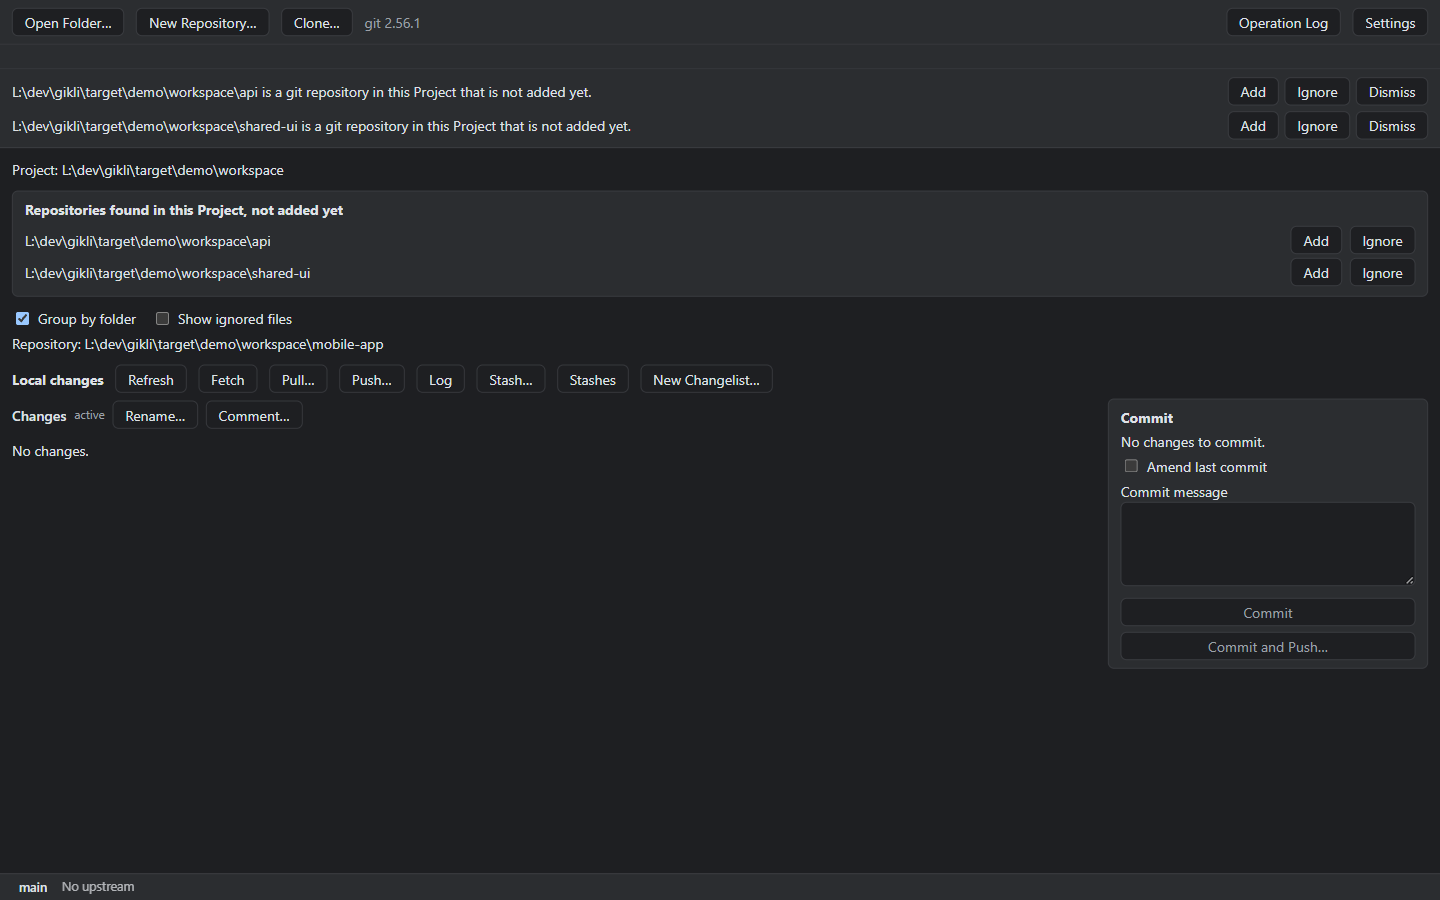 Open Folder... New Repository... Clone... git 2.56.1 Operation Log Settings
L:\dev\gikli\target\demo\workspace\api is a git repository in this Project that is not added yet. Add Ignore Dismiss
L:\dev\gikli\target\demo\workspace\shared-ui is a git repository in this Project that is not added yet. Add Ignore Dismiss
Project: L:\dev\gikli\target\demo\workspace
Repositories found in this Project, not added yet
L:\dev\gikli\target\demo\workspace\api Add Ignore
L:\dev\gikli\target\demo\workspace\shared-ui Add Ignore
Group by folder Show ignored files
Repository: L:\dev\gikli\target\demo\workspace\mobile-app
Local changes Refresh Fetch Pull... Push... Log Stash... Stashes New Changelist...
Changes active Rename... Comment...
No changes.
Commit
No changes to commit.
Amend last commit
Commit message
Commit
Commit and Push...
main No upstream